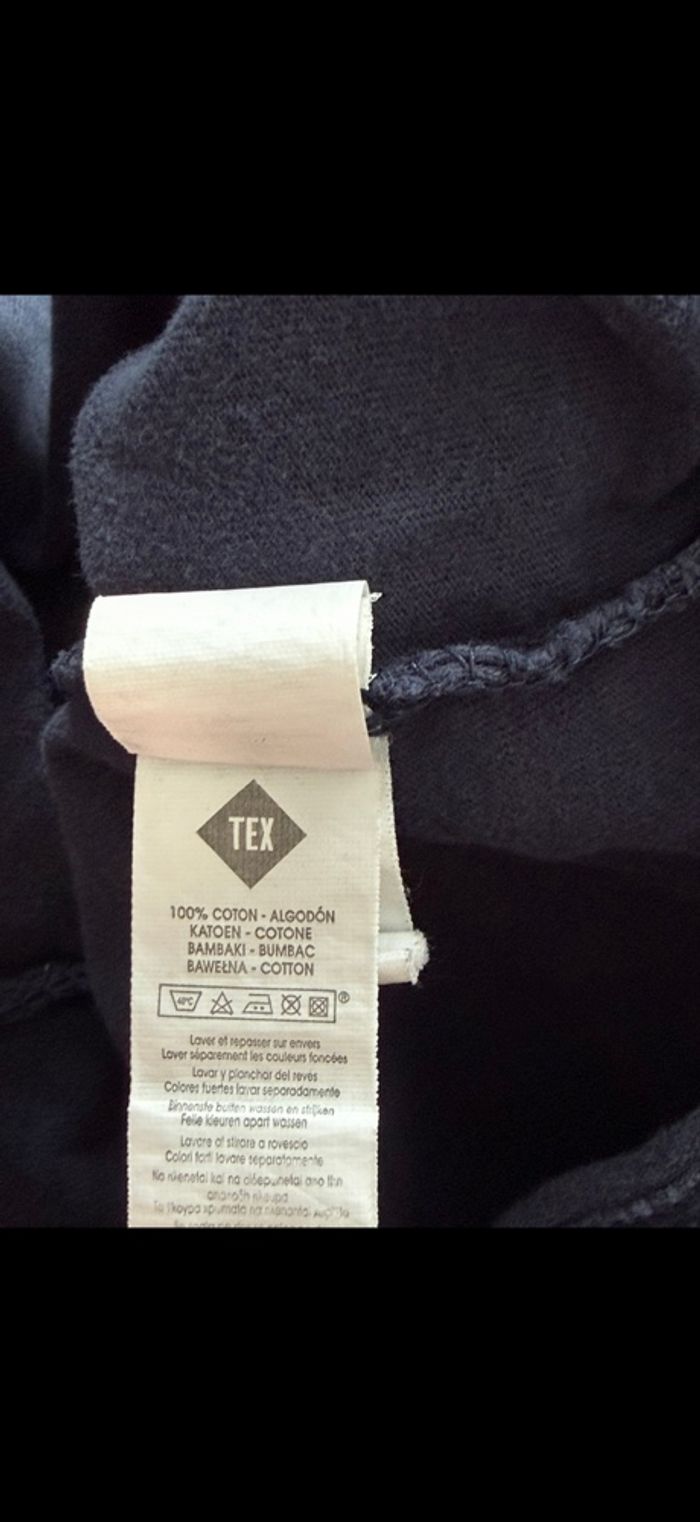 TEX
100% COTON - ALGODÓN
KATOEN - COTONE
BAMBAKI - BUMBAC
BAWEŁNA - COTTON
40°C
®
Laver et repasser sur envers
Laver séparément les couleurs foncées
Lavar y planchar del revés
Colores fuertes lavar separadamente
Binnenste buiten wassen en strijken
Felle kleuren apart wassen
Lavare et stirare a rovescio
Colori forti lavare separatamente